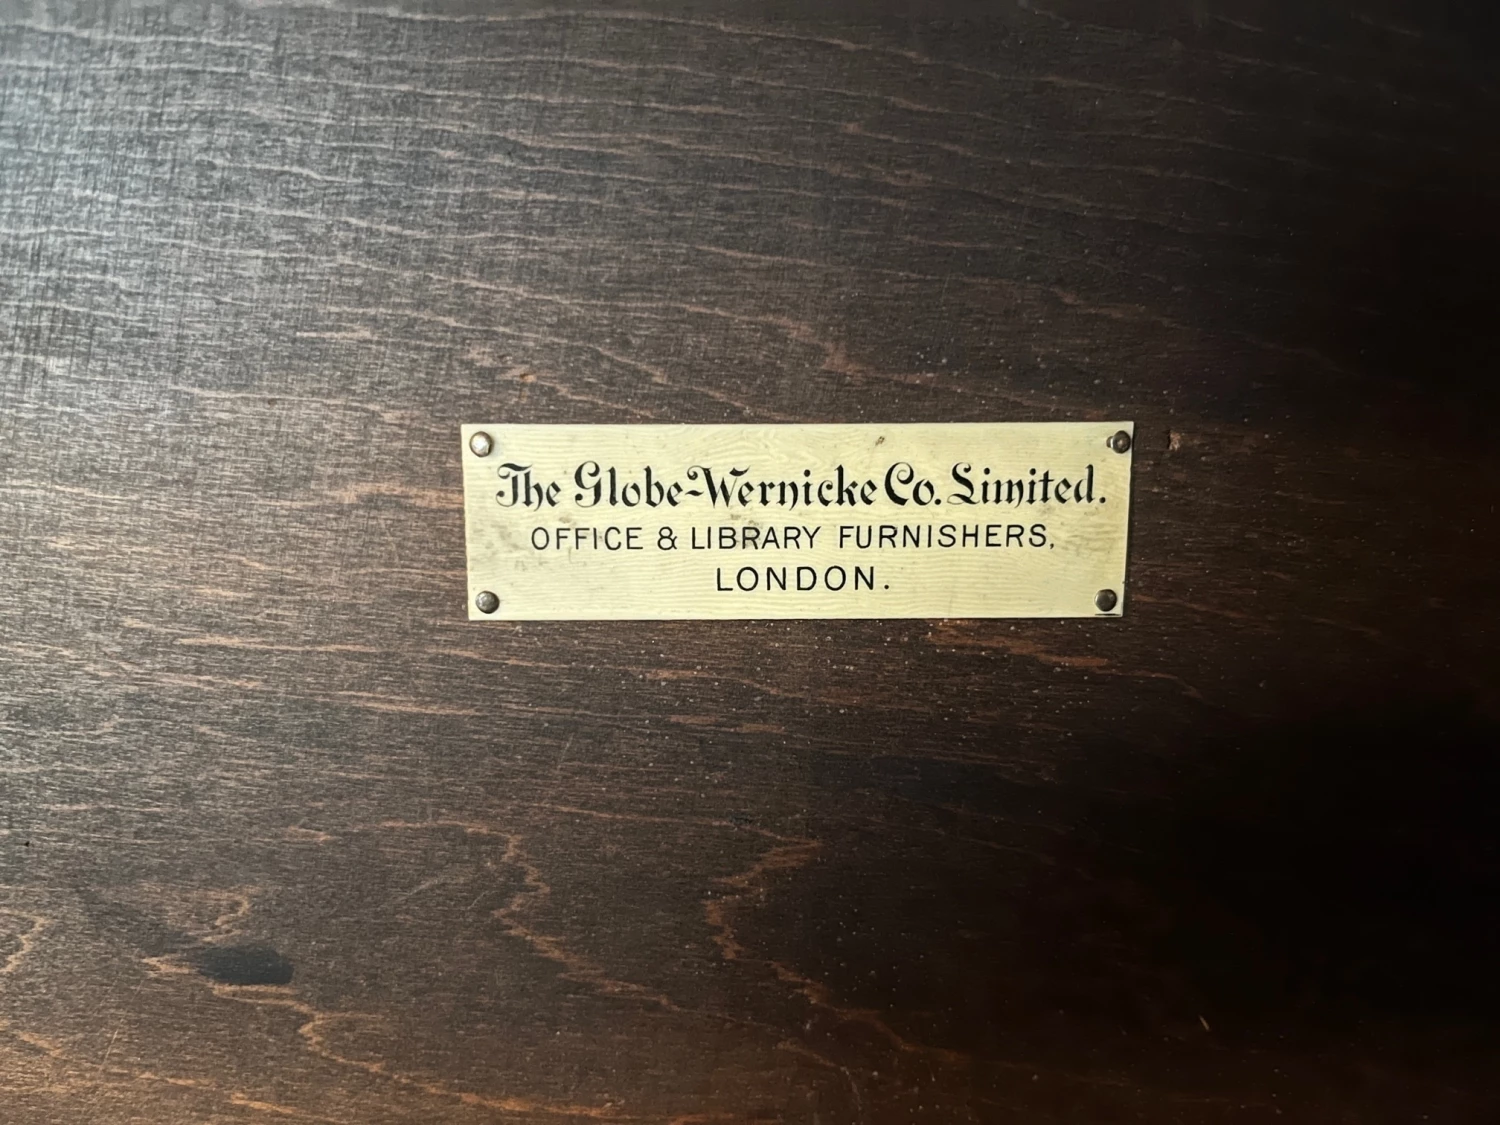 The Globe-Wernicke Co. Limited.
OFFICE & LIBRARY FURNISHERS,
LONDON.